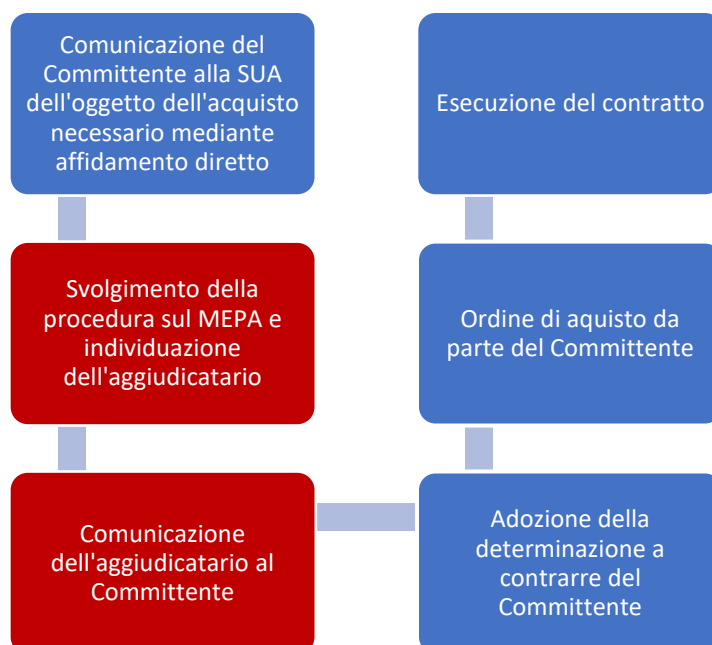 Comunicazione del
Committente alla SUA
dell'oggetto dell'acquisto
necessario mediante
affidamento diretto
Svolgimento della
procedura sul MEPA e
individuazione
dell'aggiudicatario
Comunicazione
dell'aggiudicatario al
Committente
Adozione della
determinazione a
contrarre del
Committente
Ordine di aquisto da
parte del Committente
Esecuzione del contratto